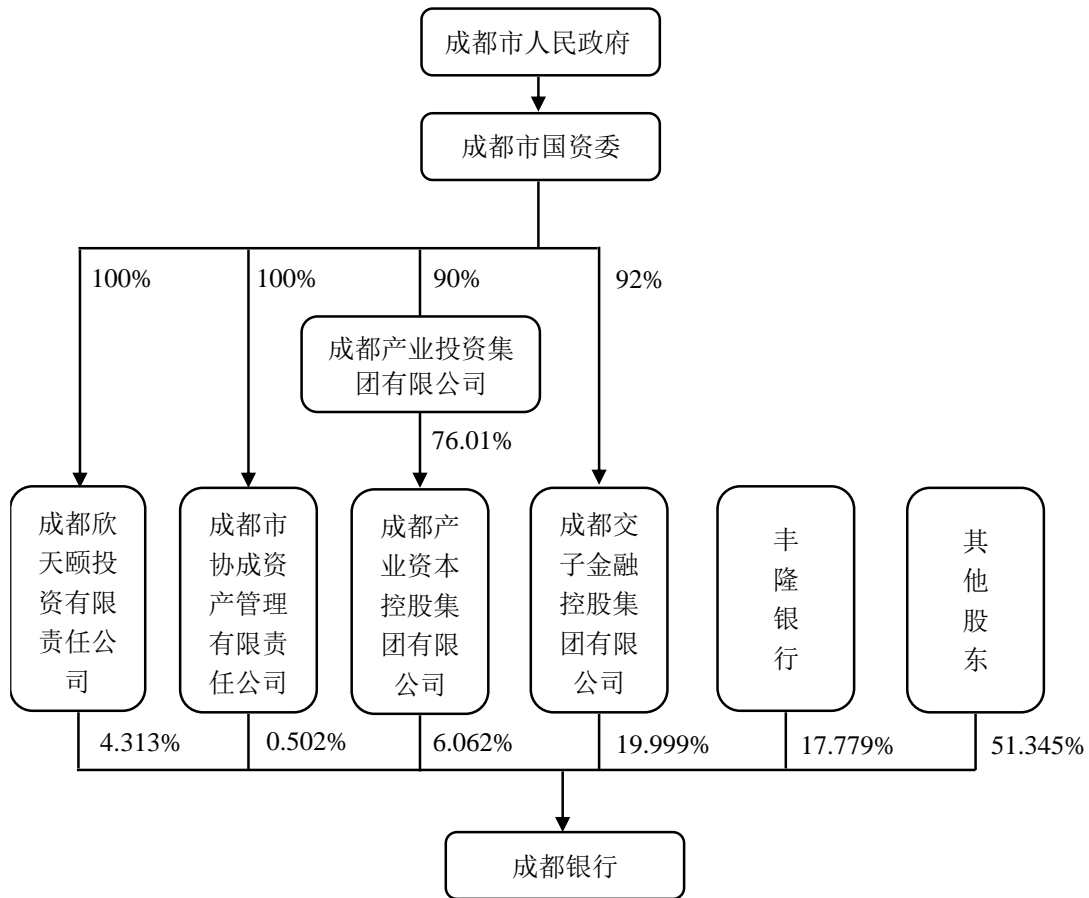 成都市人民政府
成都市国资委
100%
100%
90%
92%
成都产业投资集
团有限公司
76.01%
成都欣
天颐投
资有限
责任公
司
成都市
协成资
产管理
有限责
任公司
成都产
业资本
控股集
团有限
公司
成都交
子金融
控股集
团有限
公司
丰
隆
银
行
其
他
股
东
4.313%
0.502%
6.062%
19.999%
17.779%
51.345%
成都银行